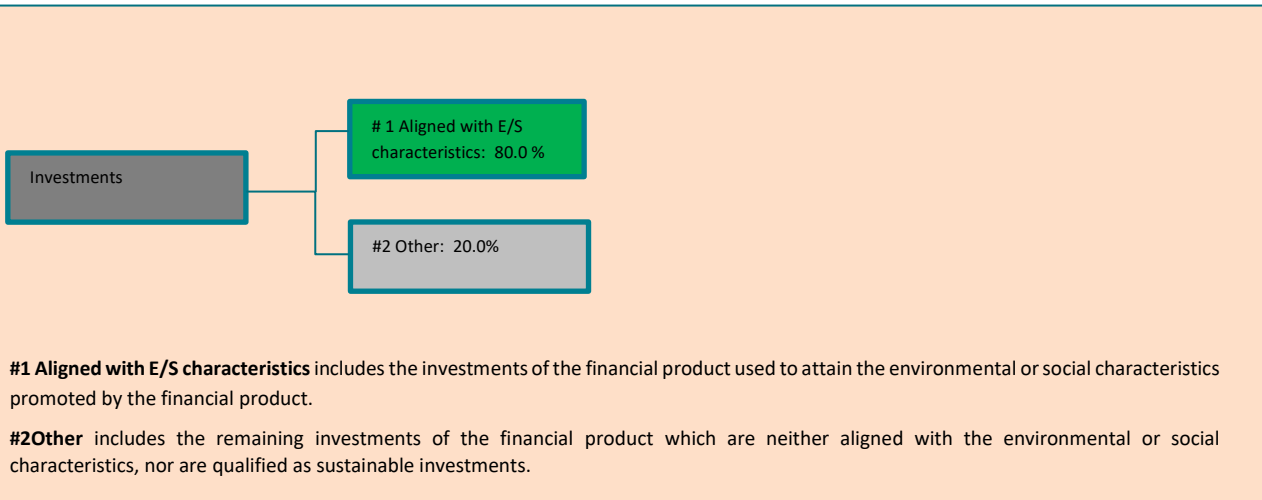 # 1 Aligned with E/S
characteristics: 80.0 %
Investments
#2 Other: 20.0%
#1 Aligned with E/S characteristics includes the investments of the financial product used to attain the environmental or social characteristics
promoted by the financial product.
#2Other includes the remaining investments of the financial product which are neither aligned with the environmental or social
characteristics, nor are qualified as sustainable investments.